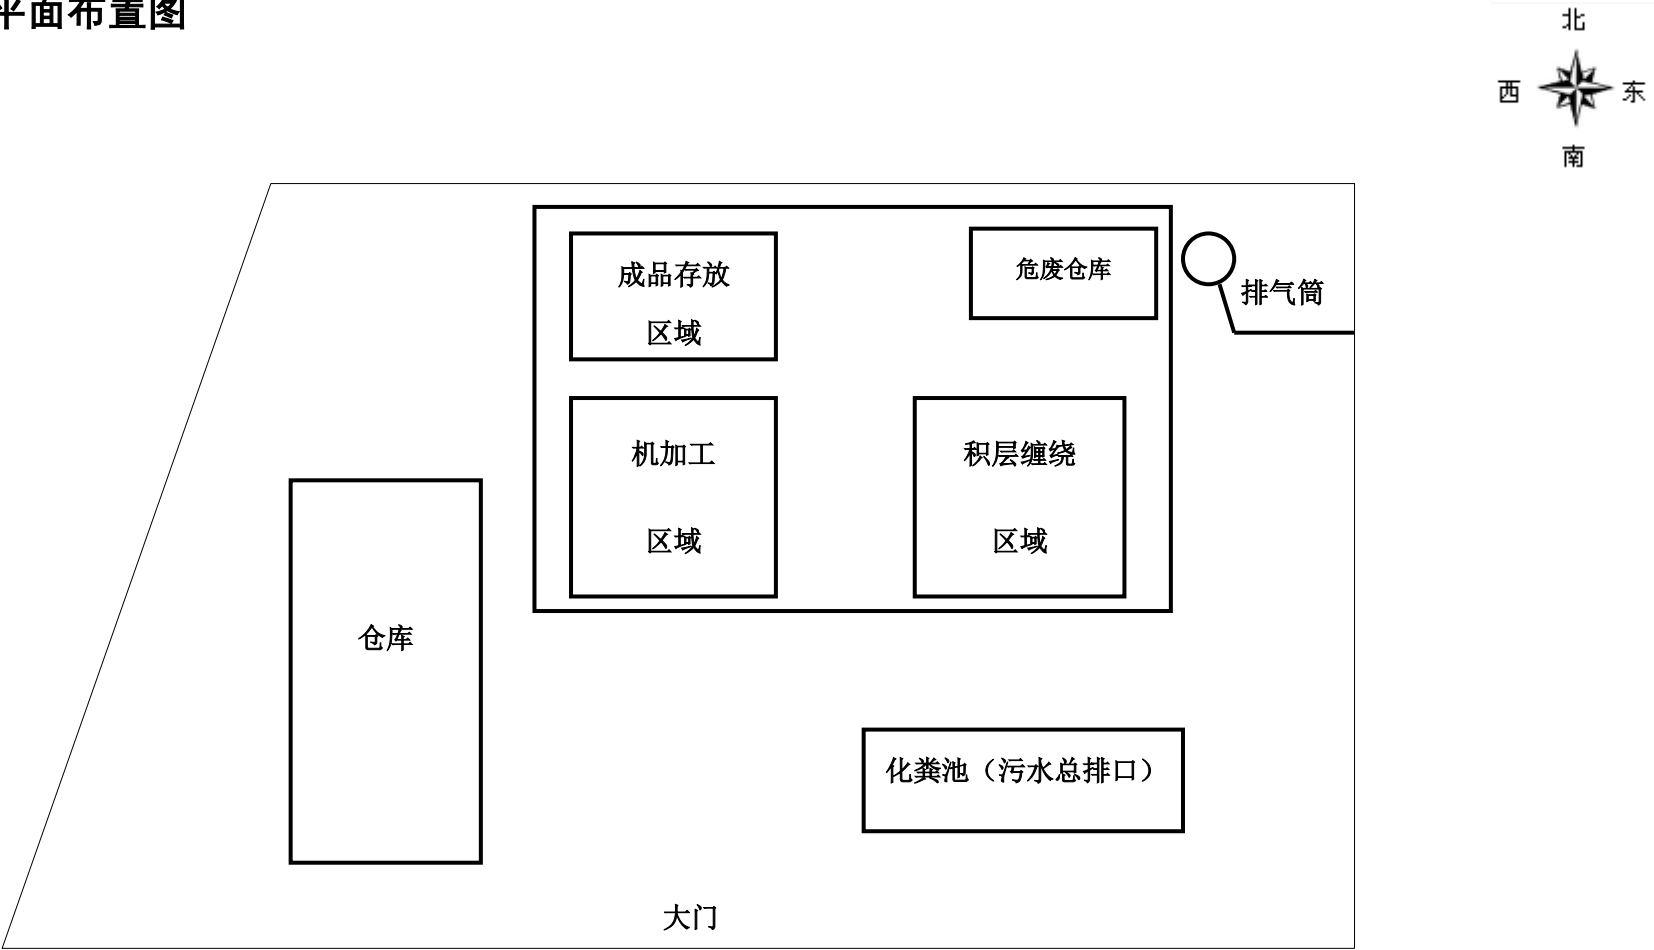 平面布置图
北
西 东
南
成品存放
区域
危废仓库
排气筒
机加工
区域
积层缠绕
区域
仓库
化粪池（污水总排口）
大门